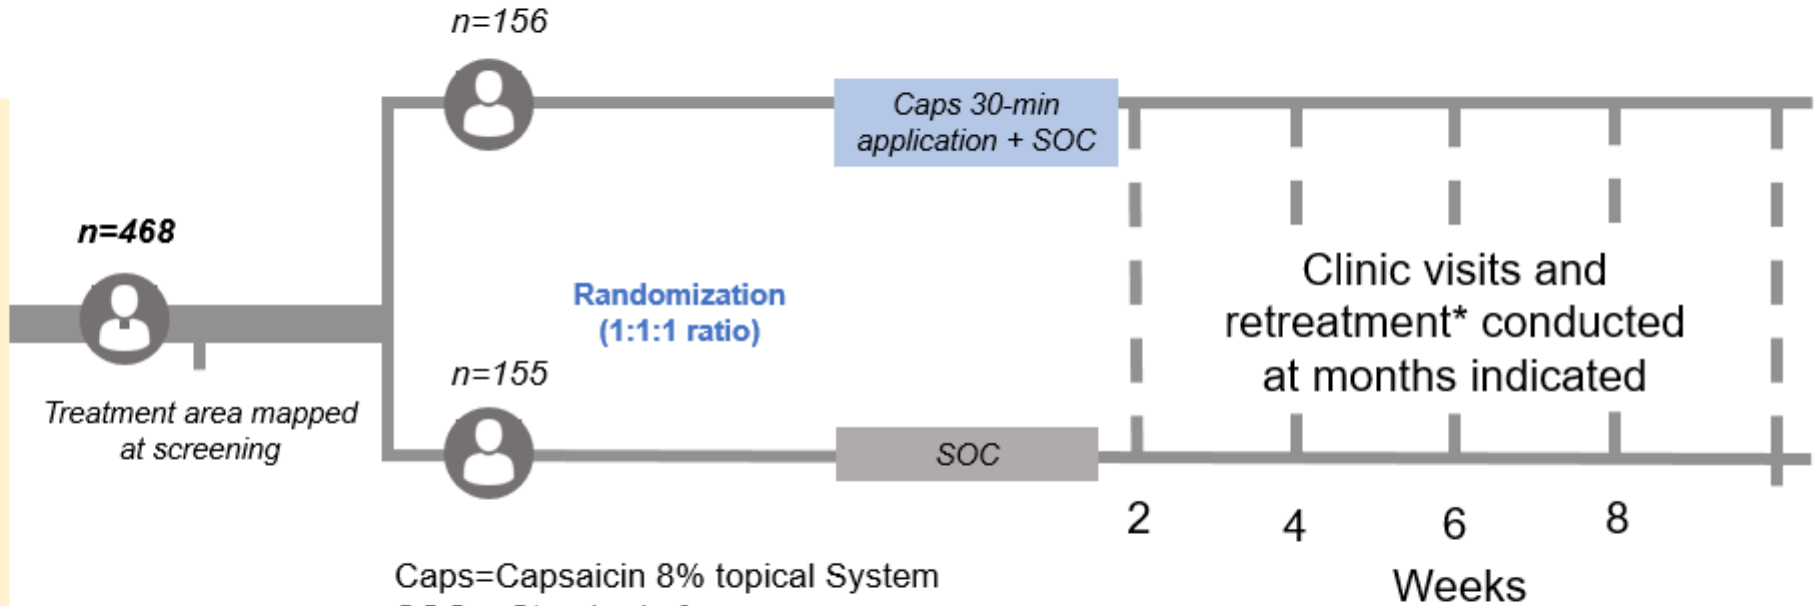 n=156
Caps 30-min
application + SOC
n=468
Randomization
(1:1:1 ratio)
Clinic visits and
retreatment* conducted
at months indicated
n=155
Treatment area mapped
at screening
SOC
2 4 6 8
Caps=Capsaicin 8% topical System
Weeks